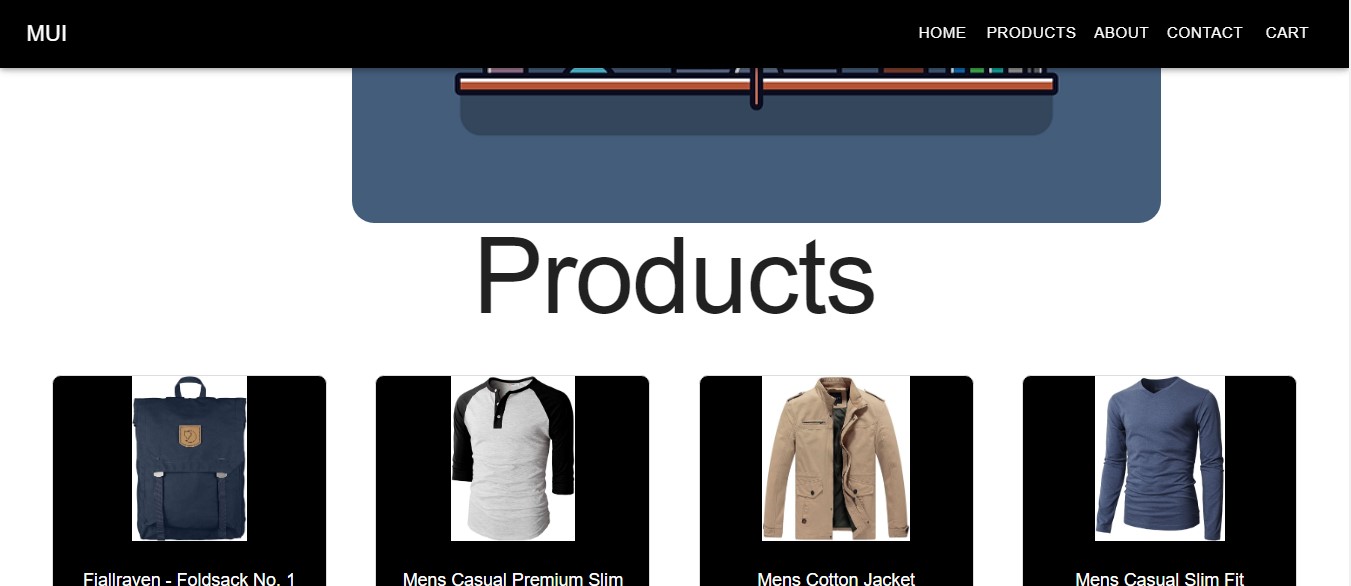 MUI
HOME PRODUCTS ABOUT CONTACT CART
Products
Fjallraven - Foldsack No. 1
Mens Casual Premium Slim
Mens Cotton Jacket
Mens Casual Slim Fit